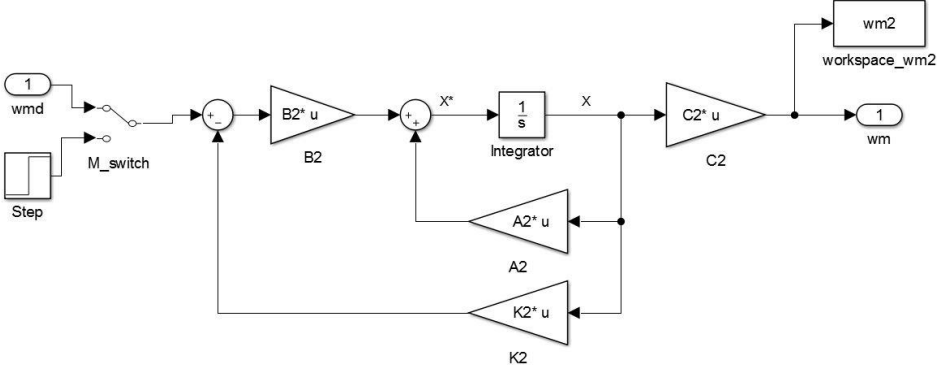 wm2
workspace_wm2
1
wmd
M_switch
Step
+
−
B2* u
B2
+
+
X*
1
s
Integrator
X
C2* u
C2
1
wm
A2* u
A2
K2* u
K2